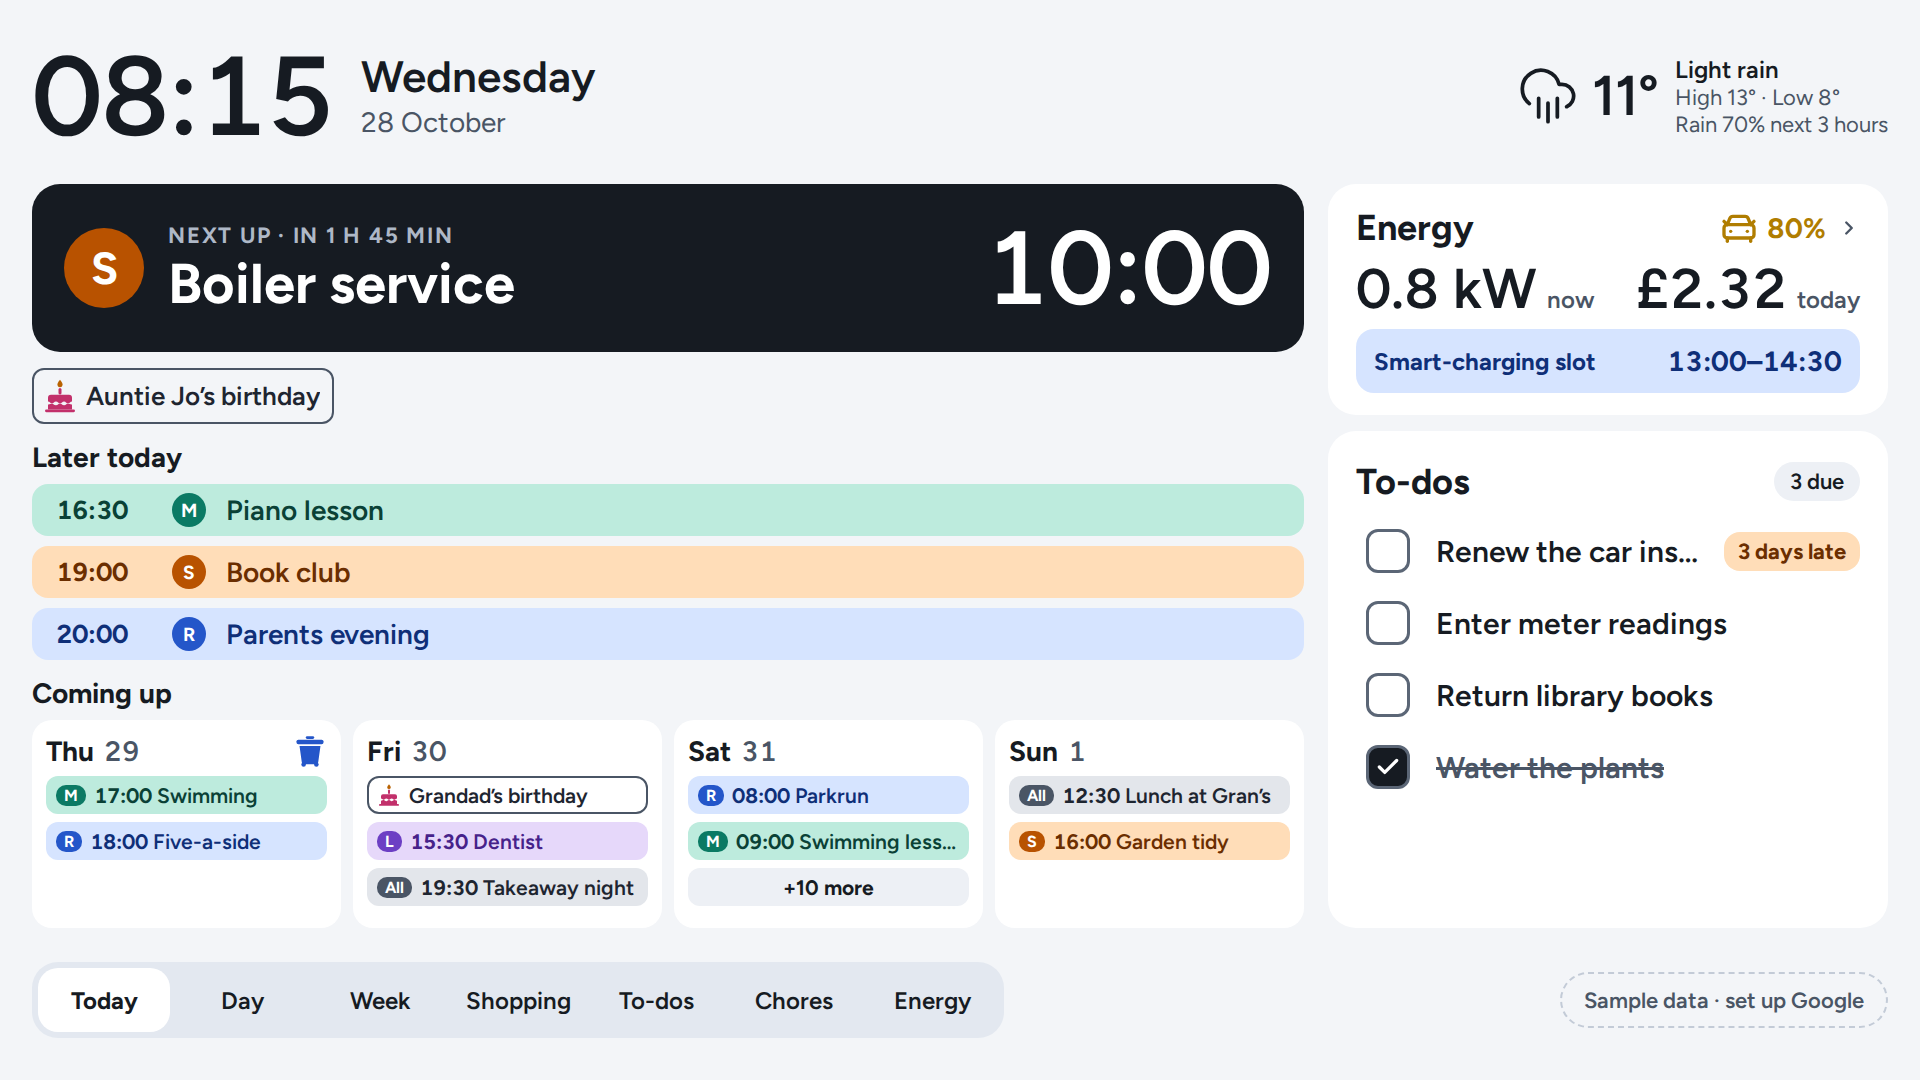 08:15
Wednesday
28 October
11°
Light rain
High 13° · Low 8°
Rain 70% next 3 hours
S
NEXT UP · IN 1 H 45 MIN
Boiler service
10:00
Auntie Jo’s birthday
Later today
16:30 M Piano lesson
19:00 S Book club
20:00 R Parents evening
Coming up
Thu 29
M 17:00 Swimming
R 18:00 Five-a-side
Fri 30
Grandad’s birthday
L 15:30 Dentist
All 19:30 Takeaway night
Sat 31
R 08:00 Parkrun
M 09:00 Swimming less...
+10 more
Sun 1
All 12:30 Lunch at Gran’s
S 16:00 Garden tidy
Energy
80%
0.8 kW now £2.32 today
Smart-charging slot 13:00–14:30
To-dos
3 due
Renew the car ins... 3 days late
Enter meter readings
Return library books
Water the plants
Today Day Week Shopping To-dos Chores Energy
Sample data · set up Google